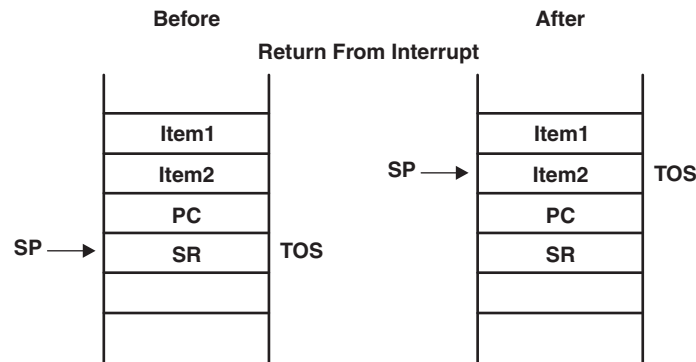 Before
After
Return From Interrupt
Item1
Item2
PC
SP
SR
TOS
Item1
SP
Item2
TOS
PC
SR